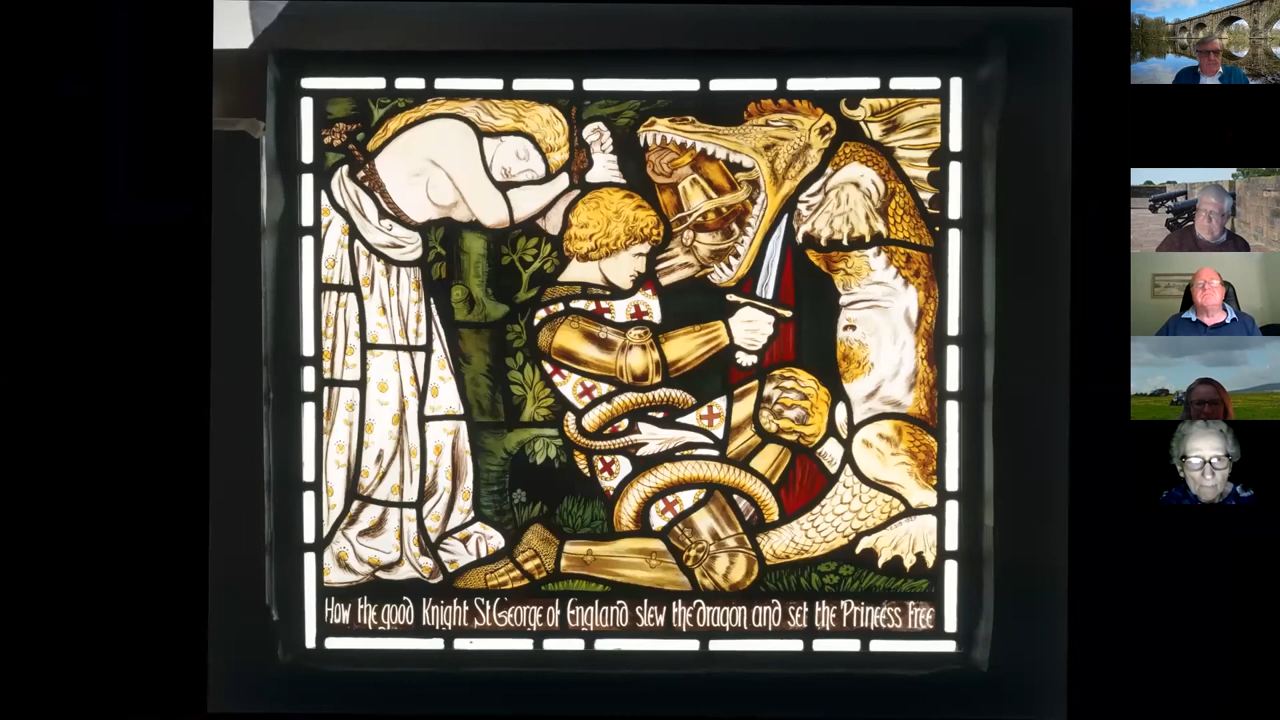 How the good Knight St George of England slew the dragon and set the Princess free